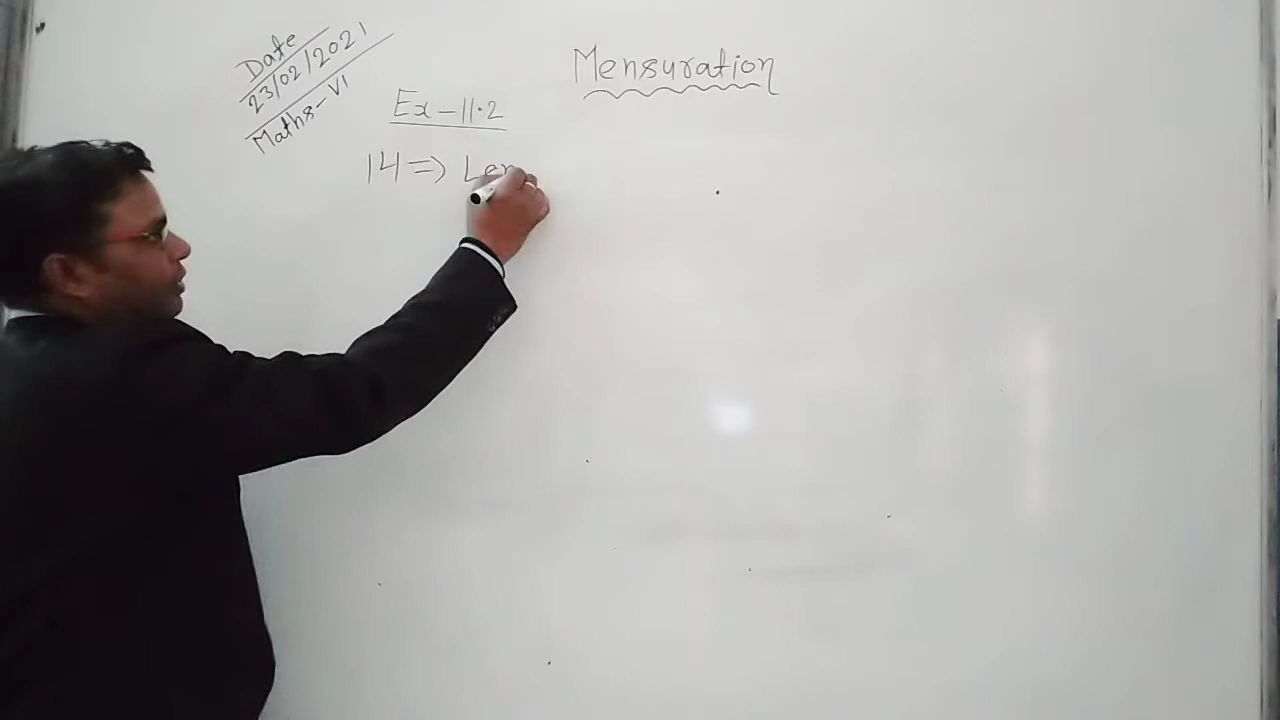 Date
23/02/2021
Maths-VI
Mensuration
Ex-11.2
14 => Len